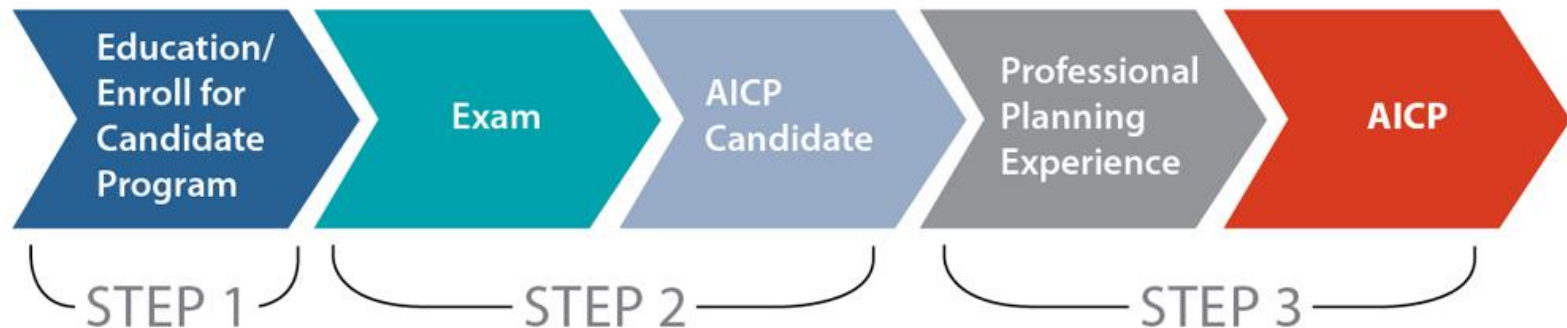 Education/
Enroll for
Candidate
Program
Exam
AICP
Candidate
Professional
Planning
Experience
AICP
STEP 1
STEP 2
STEP 3